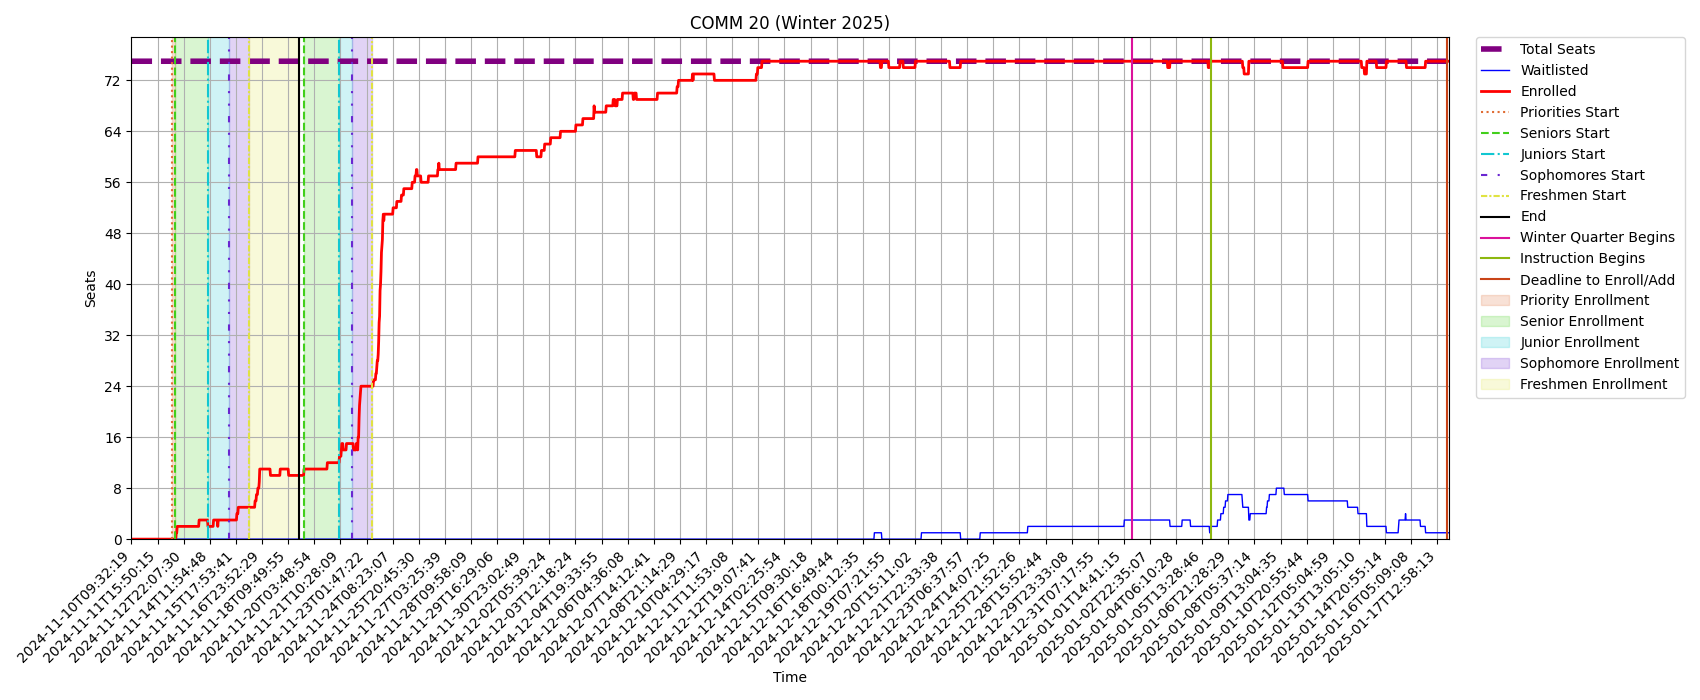 COMM 20 (Winter 2025)
Seats
72
64
56
48
40
32
24
16
8
0
2024-11-10T09:32:19
2024-11-11T11:50:15
2024-11-12T22:07:30
2024-11-14T11:54:48
2024-11-15T17:53:41
2024-11-16T23:52:29
2024-11-18T09:49:55
2024-11-20T03:48:54
2024-11-21T10:28:09
2024-11-23T01:47:22
2024-11-24T08:23:07
2024-11-25T20:45:30
2024-11-27T03:25:39
2024-11-28T09:58:09
2024-11-29T16:29:06
2024-11-30T23:02:49
2024-12-02T05:39:24
2024-12-03T12:18:24
2024-12-04T19:33:55
2024-12-06T04:36:08
2024-12-07T14:12:41
2024-12-08T21:14:29
2024-12-10T04:29:17
2024-12-11T11:53:08
2024-12-12T19:07:41
2024-12-14T02:25:54
2024-12-15T09:30:18
2024-12-16T16:49:44
2024-12-18T00:12:35
2024-12-19T07:21:55
2024-12-20T15:11:02
2024-12-21T22:33:38
2024-12-23T06:37:57
2024-12-24T14:07:25
2024-12-25T21:52:26
2024-12-28T15:52:44
2024-12-29T23:33:08
2024-12-31T07:17:55
2025-01-01T14:41:15
2025-01-02T22:35:07
2025-01-04T06:10:28
2025-01-05T13:28:46
2025-01-06T21:28:29
2025-01-08T05:37:14
2025-01-09T13:04:35
2025-01-10T20:55:44
2025-01-12T05:04:59
2025-01-13T13:05:10
2025-01-14T20:55:14
2025-01-16T05:09:08
2025-01-17T12:58:13
Time
Total Seats
Waitlisted
Enrolled
Priorities Start
Seniors Start
Juniors Start
Sophomores Start
Freshmen Start
End
Winter Quarter Begins
Instruction Begins
Deadline to Enroll/Add
Priority Enrollment
Senior Enrollment
Junior Enrollment
Sophomore Enrollment
Freshmen Enrollment